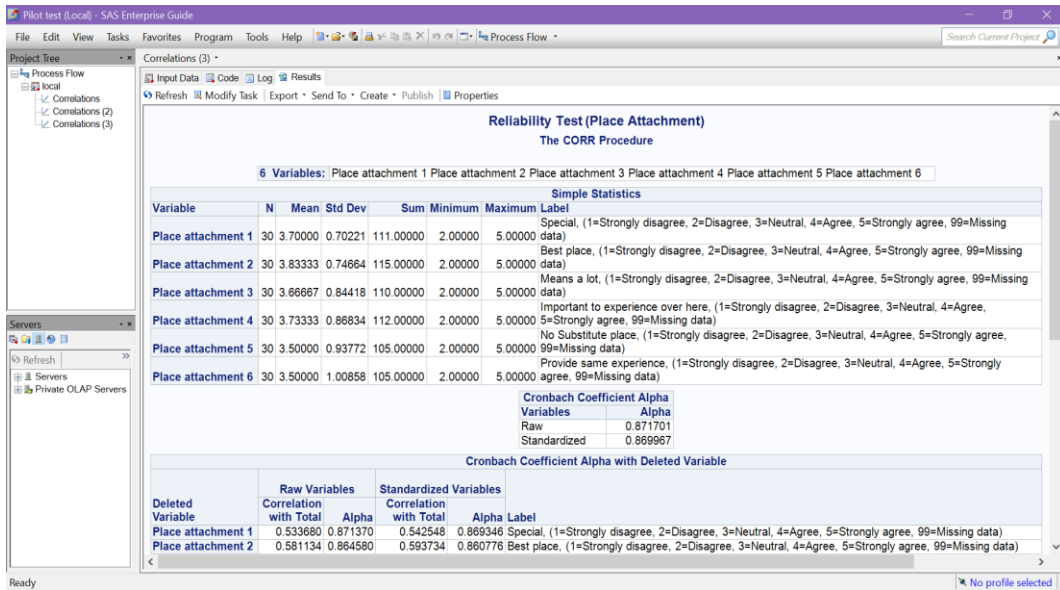 Pilot test (Local) - SAS Enterprise Guide
File Edit View Tasks Favorites Program Tools Help Process Flow Search Current Project
Project Tree
Process Flow
local
Correlations
Correlations (2)
Correlations (3)
Servers
Refresh
Servers
Private OLAP Servers
Correlations (3)
Input Data Code Log Results
Refresh Modify Task Export Send To Create Publish Properties
Reliability Test (Place Attachment)
The CORR Procedure
6 Variables: Place attachment 1 Place attachment 2 Place attachment 3 Place attachment 4 Place attachment 5 Place attachment 6
Simple Statistics
Variable N Mean Std Dev Sum Minimum Maximum Label
Place attachment 1 30 3.70000 0.70221 111.00000 2.00000 5.00000 Special, (1=Strongly disagree, 2=Disagree, 3=Neutral, 4=Agree, 5=Strongly agree, 99=Missing
data)
Place attachment 2 30 3.83333 0.74664 115.00000 2.00000 5.00000 Best place, (1=Strongly disagree, 2=Disagree, 3=Neutral, 4=Agree, 5=Strongly agree, 99=Missing
data)
Place attachment 3 30 3.66667 0.84418 110.00000 2.00000 5.00000 Means a lot, (1=Strongly disagree, 2=Disagree, 3=Neutral, 4=Agree, 5=Strongly agree, 99=Missing
data)
Place attachment 4 30 3.73333 0.86834 112.00000 2.00000 5.00000 Important to experience over here, (1=Strongly disagree, 2=Disagree, 3=Neutral, 4=Agree,
5=Strongly agree, 99=Missing data)
Place attachment 5 30 3.50000 0.93772 105.00000 2.00000 5.00000 No Substitute place, (1=Strongly disagree, 2=Disagree, 3=Neutral, 4=Agree, 5=Strongly agree,
99=Missing data)
Place attachment 6 30 3.50000 1.00858 105.00000 2.00000 5.00000 Provide same experience, (1=Strongly disagree, 2=Disagree, 3=Neutral, 4=Agree, 5=Strongly
agree, 99=Missing data)
Cronbach Coefficient Alpha
Variables Alpha
Raw 0.871701
Standardized 0.869967
Cronbach Coefficient Alpha with Deleted Variable
Raw Variables Standardized Variables
Deleted Correlation Correlation
Variable with Total Alpha with Total Alpha Label
Place attachment 1 0.533680 0.871370 0.542548 0.869346 Special, (1=Strongly disagree, 2=Disagree, 3=Neutral, 4=Agree, 5=Strongly agree, 99=Missing data)
Place attachment 2 0.581134 0.864580 0.593734 0.860776 Best place, (1=Strongly disagree, 2=Disagree, 3=Neutral, 4=Agree, 5=Strongly agree, 99=Missing data)
Ready
No profile selected